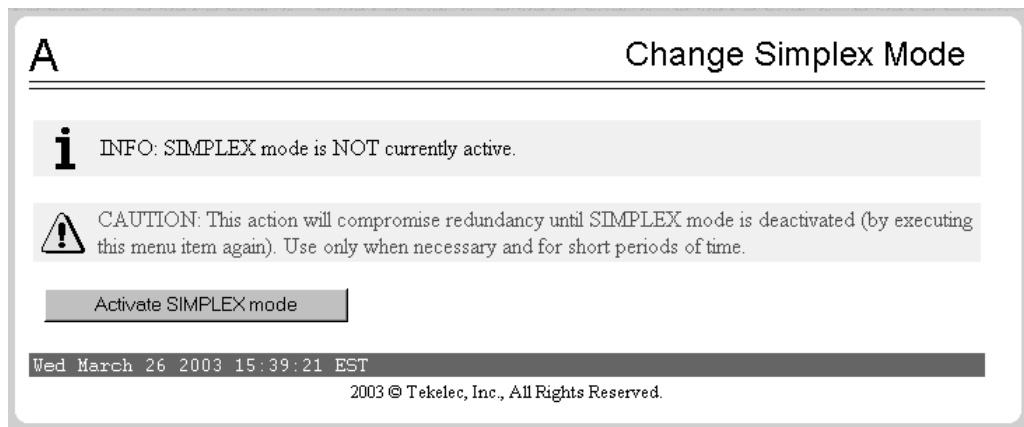 A
Change Simplex Mode
INFO: SIMPLEX mode is NOT currently active.
CAUTION: This action will compromise redundancy until SIMPLEX mode is deactivated (by executing
this menu item again). Use only when necessary and for short periods of time.
Activate SIMPLEX mode
Wed March 26 2003 15:39:21 EST
2003 © Tekelec, Inc., All Rights Reserved.